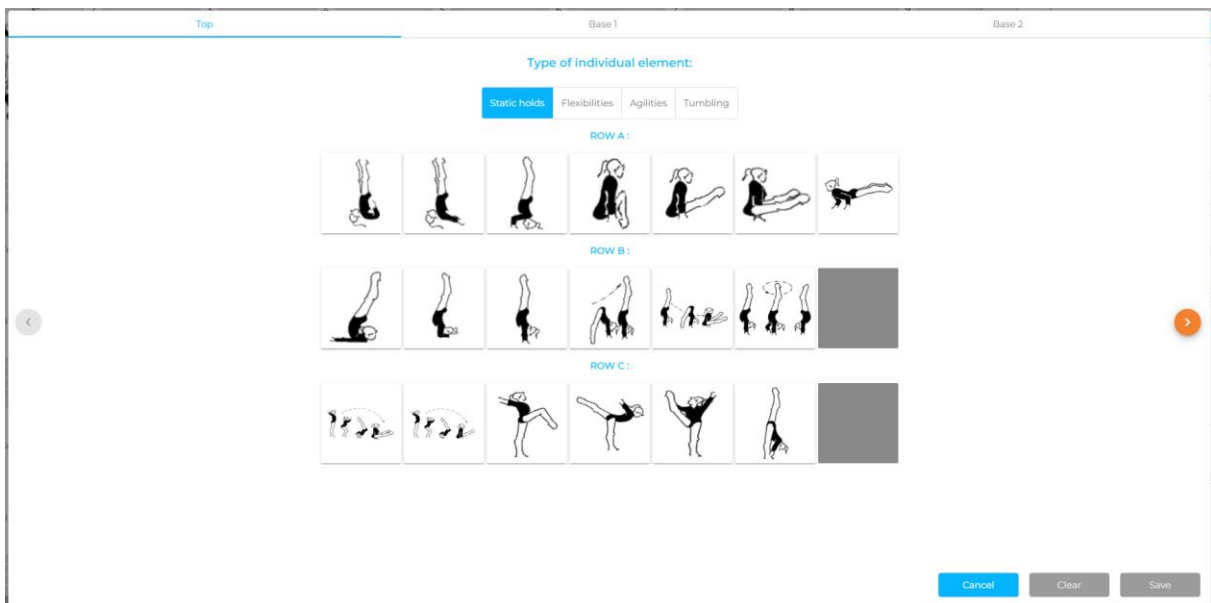 Top Base 1 Base 2
Type of individual element:
Static holds Flexibilities Agilities Tumbling
ROW A :
ROW B :
ROW C :
Cancel Clear Save